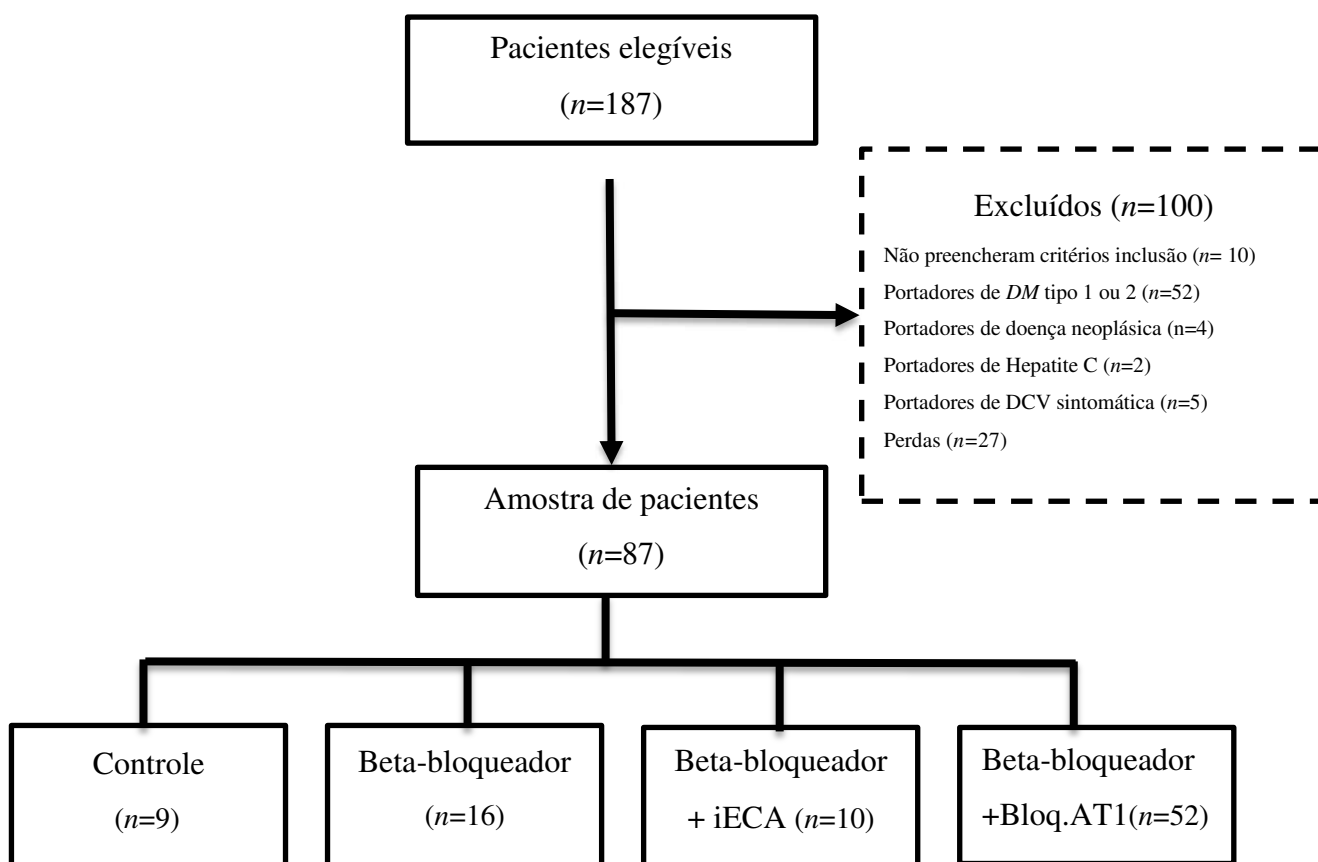 Pacientes elegíveis
(n=187)
Excluídos (n=100)
Não preencheram critérios inclusão (n= 10)
Portadores de DM tipo 1 ou 2 (n=52)
Portadores de doença neoplásica (n=4)
Portadores de Hepatite C (n=2)
Portadores de DCV sintomática (n=5)
Perdas (n=27)
Amostra de pacientes
(n=87)
Controle
(n=9)
Beta-bloqueador
(n=16)
Beta-bloqueador
+ iECA (n=10)
Beta-bloqueador
+Bloq.AT1(n=52)